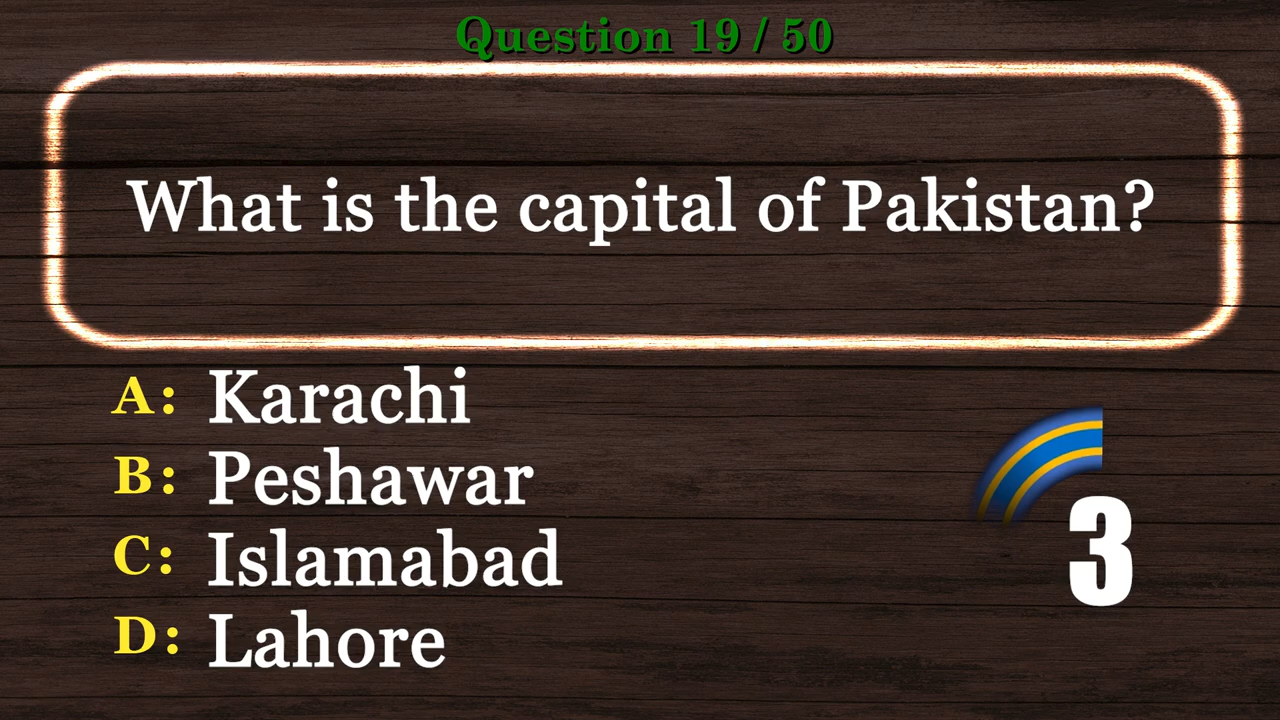 Question 19 / 50
What is the capital of Pakistan?
A: Karachi
B: Peshawar
C: Islamabad
D: Lahore
3